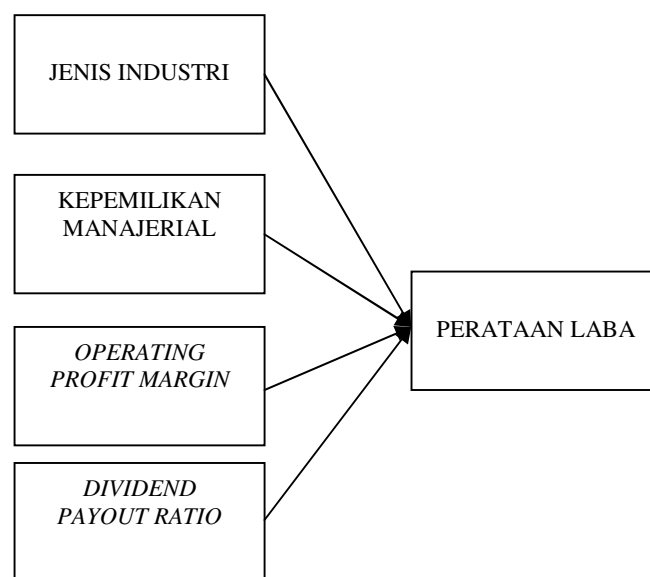 JENIS INDUSTRI
KEPEMILIKAN
MANAJERIAL
OPERATING
PROFIT MARGIN
DIVIDEND
PAYOUT RATIO
PERATAAN LABA